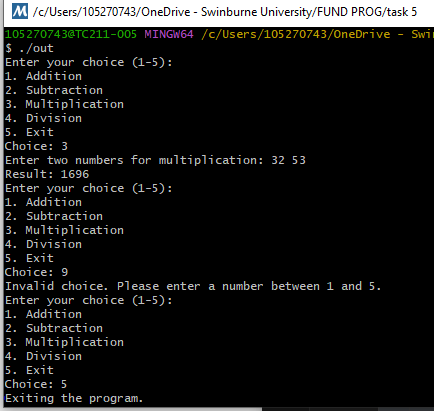 M /c/Users/105270743/OneDrive - Swinburne University/FUND PROG/task 5
105270743@TC211-005 MINGW64 /c/Users/105270743/OneDrive - Swin
$ ./out
Enter your choice (1-5):
1. Addition
2. Subtraction
3. Multiplication
4. Division
5. Exit
Choice: 3
Enter two numbers for multiplication: 32 53
Result: 1696
Enter your choice (1-5):
1. Addition
2. Subtraction
3. Multiplication
4. Division
5. Exit
Choice: 9
Invalid choice. Please enter a number between 1 and 5.
Enter your choice (1-5):
1. Addition
2. Subtraction
3. Multiplication
4. Division
5. Exit
Choice: 5
Exiting the program.